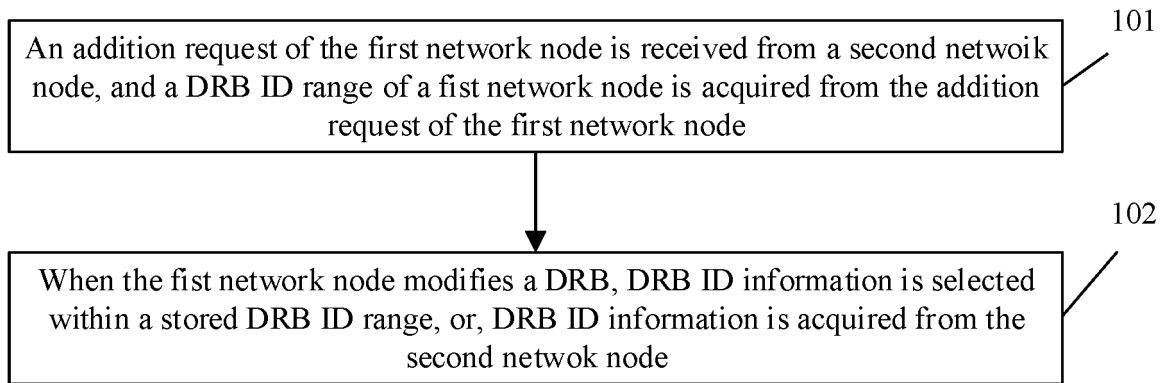 101
An addition request of the first network node is received from a second netwoik
node, and a DRB ID range of a fist network node is acquired from the addition
request of the first network node
102
When the fist network node modifies a DRB, DRB ID information is selected
within a stored DRB ID range, or, DRB ID information is acquired from the
second netwok node